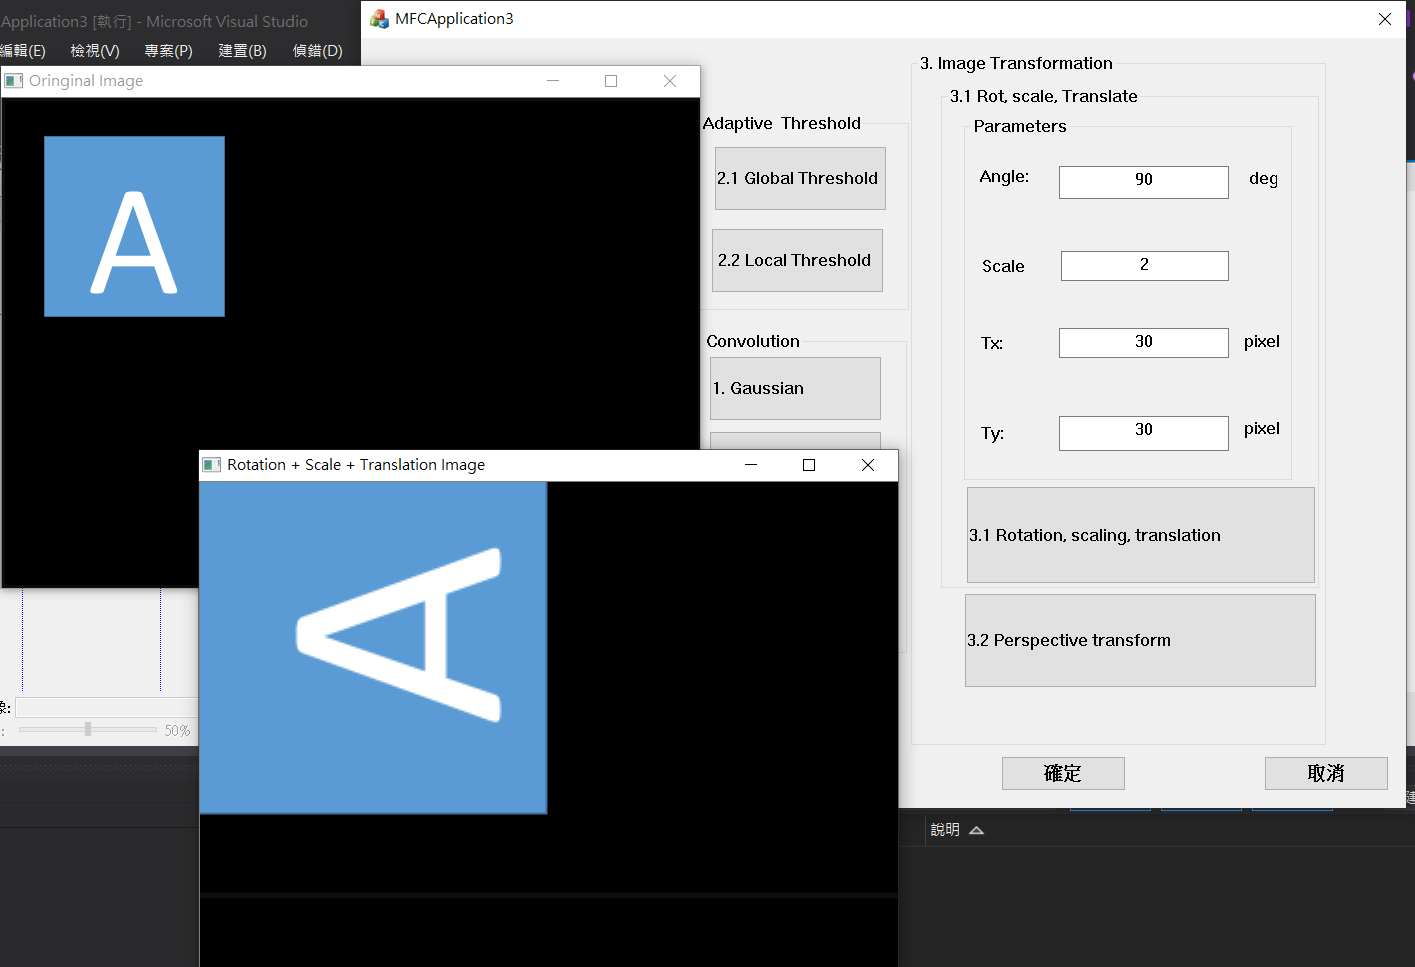 Application3 [執行] - Microsoft Visual Studio
編輯(E) 檢視(V) 專案(P) 建置(B) 偵錯(D)
Oringinal Image
A
MFCApplication3
Adaptive Threshold
2.1 Global Threshold
2.2 Local Threshold
Convolution
1. Gaussian
3. Image Transformation
3.1 Rot, scale, Translate
Parameters
Angle: 90 deg
Scale 2
Tx: 30 pixel
Ty: 30 pixel
3.1 Rotation, scaling, translation
3.2 Perspective transform
確定 取消
Rotation + Scale + Translation Image
A
像:
: 50%
說明
建